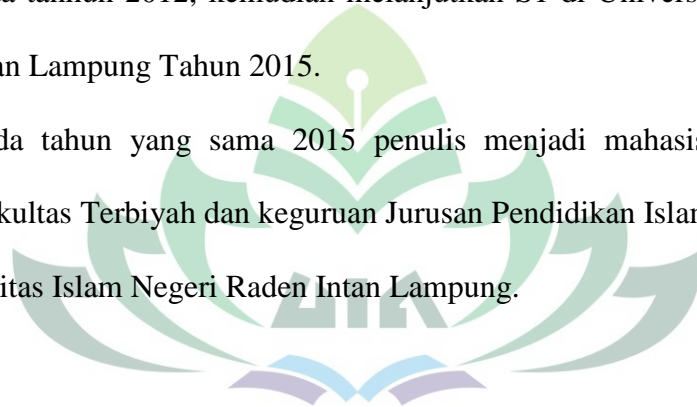 2012, kemudian melanjutkan S1 di Univers
an Lampung Tahun 2015.
da tahun yang sama 2015 penulis menjadi mahasis
kultas Terbiyah dan keguruan Jurusan Pendidikan Islam
itas Islam Negeri Raden Intan Lampung.